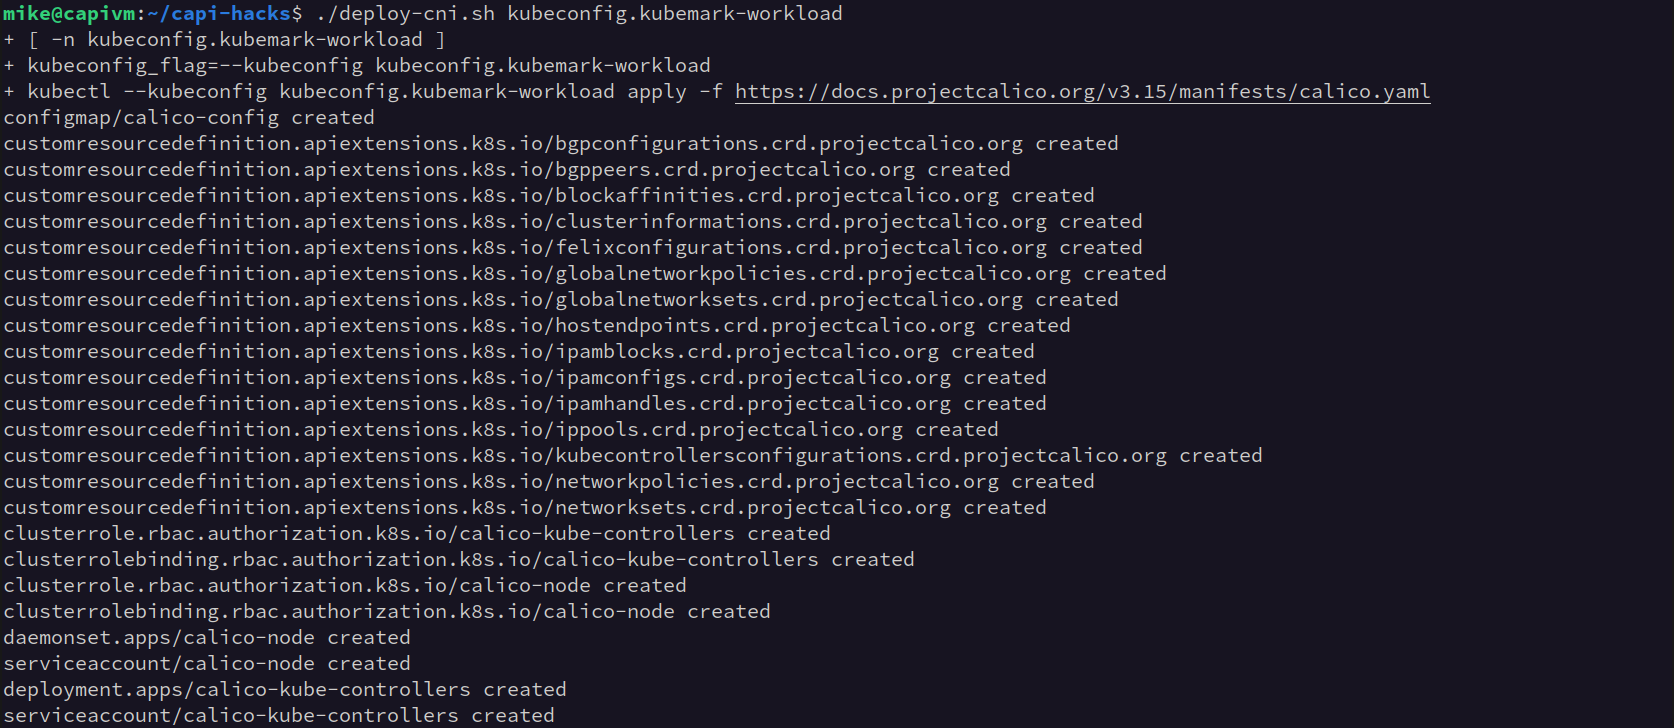 mike@capivm:~/capi-hacks$ ./deploy-cni.sh kubeconfig.kubemark-workload
+ [ -n kubeconfig.kubemark-workload ]
+ kubeconfig_flag=--kubeconfig kubeconfig.kubemark-workload
+ kubectl --kubeconfig kubeconfig.kubemark-workload apply -f https://docs.projectcalico.org/v3.15/manifests/calico.yaml
configmap/calico-config created
customresourcedefinition.apiextensions.k8s.io/bgpconfigurations.crd.projectcalico.org created
customresourcedefinition.apiextensions.k8s.io/bgppeers.crd.projectcalico.org created
customresourcedefinition.apiextensions.k8s.io/blockaffinities.crd.projectcalico.org created
customresourcedefinition.apiextensions.k8s.io/clusterinformations.crd.projectcalico.org created
customresourcedefinition.apiextensions.k8s.io/felixconfigurations.crd.projectcalico.org created
customresourcedefinition.apiextensions.k8s.io/globalnetworkpolicies.crd.projectcalico.org created
customresourcedefinition.apiextensions.k8s.io/globalnetworksets.crd.projectcalico.org created
customresourcedefinition.apiextensions.k8s.io/hostendpoints.crd.projectcalico.org created
customresourcedefinition.apiextensions.k8s.io/ipamblocks.crd.projectcalico.org created
customresourcedefinition.apiextensions.k8s.io/ipamconfigs.crd.projectcalico.org created
customresourcedefinition.apiextensions.k8s.io/ipamhandles.crd.projectcalico.org created
customresourcedefinition.apiextensions.k8s.io/ippools.crd.projectcalico.org created
customresourcedefinition.apiextensions.k8s.io/kubecontrollersconfigurations.crd.projectcalico.org created
customresourcedefinition.apiextensions.k8s.io/networkpolicies.crd.projectcalico.org created
customresourcedefinition.apiextensions.k8s.io/networksets.crd.projectcalico.org created
clusterrole.rbac.authorization.k8s.io/calico-kube-controllers created
clusterrolebinding.rbac.authorization.k8s.io/calico-kube-controllers created
clusterrole.rbac.authorization.k8s.io/calico-node created
clusterrolebinding.rbac.authorization.k8s.io/calico-node created
daemonset.apps/calico-node created
serviceaccount/calico-node created
deployment.apps/calico-kube-controllers created
serviceaccount/calico-kube-controllers created